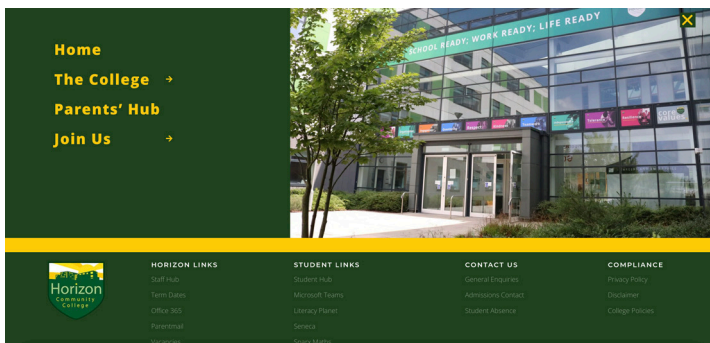 Home
The College →
Parents' Hub
Join Us →
SCHOOL READY; WORK READY; LIFE READY
core values
Horizon
Community
College
HORIZON LINKS
Staff Hub
Term Dates
Office 365
Parentmail
Vacancies
STUDENT LINKS
Student Hub
Microsoft Teams
Literacy Planet
Seneca
Sparx Maths
CONTACT US
General Enquiries
Admissions Contact
Student Absence
COMPLIANCE
Privacy Policy
Disclaimer
College Policies